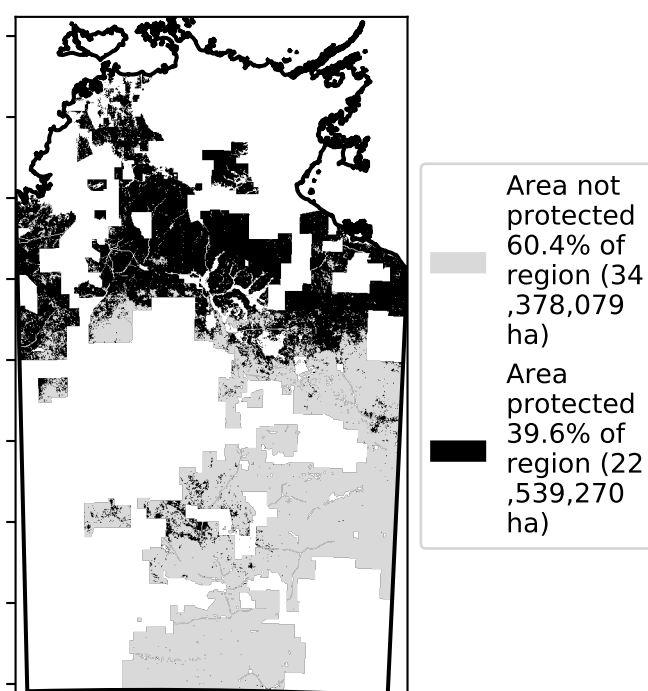 Area not
protected
60.4% of
region (34
,378,079
ha)
Area
protected
39.6% of
region (22
,539,270
ha)